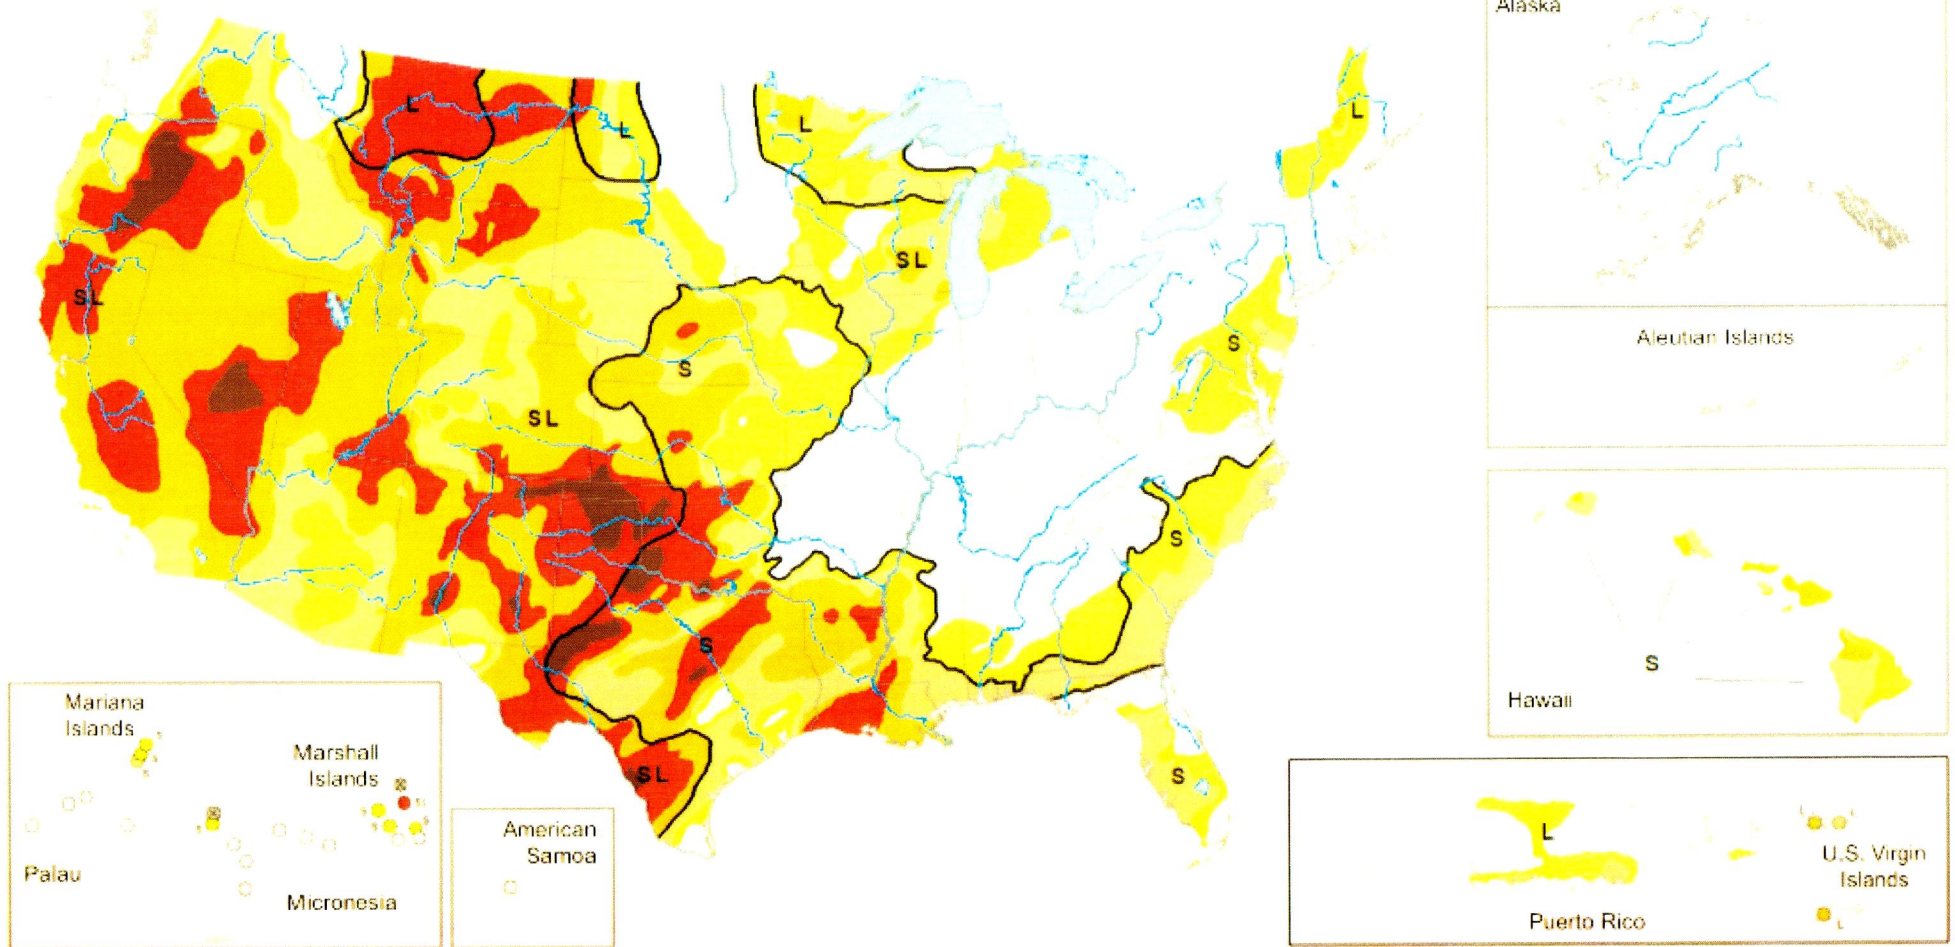 Alaska
L
L
L
L
SL
SL
S
S
SL
Aleutian Islands
S
S
S
SL
S
S
Hawaii
Mariana
Islands
Marshall
Islands
Palau
Micronesia
American
Samoa
L
U.S. Virgin
Islands
L
Puerto Rico